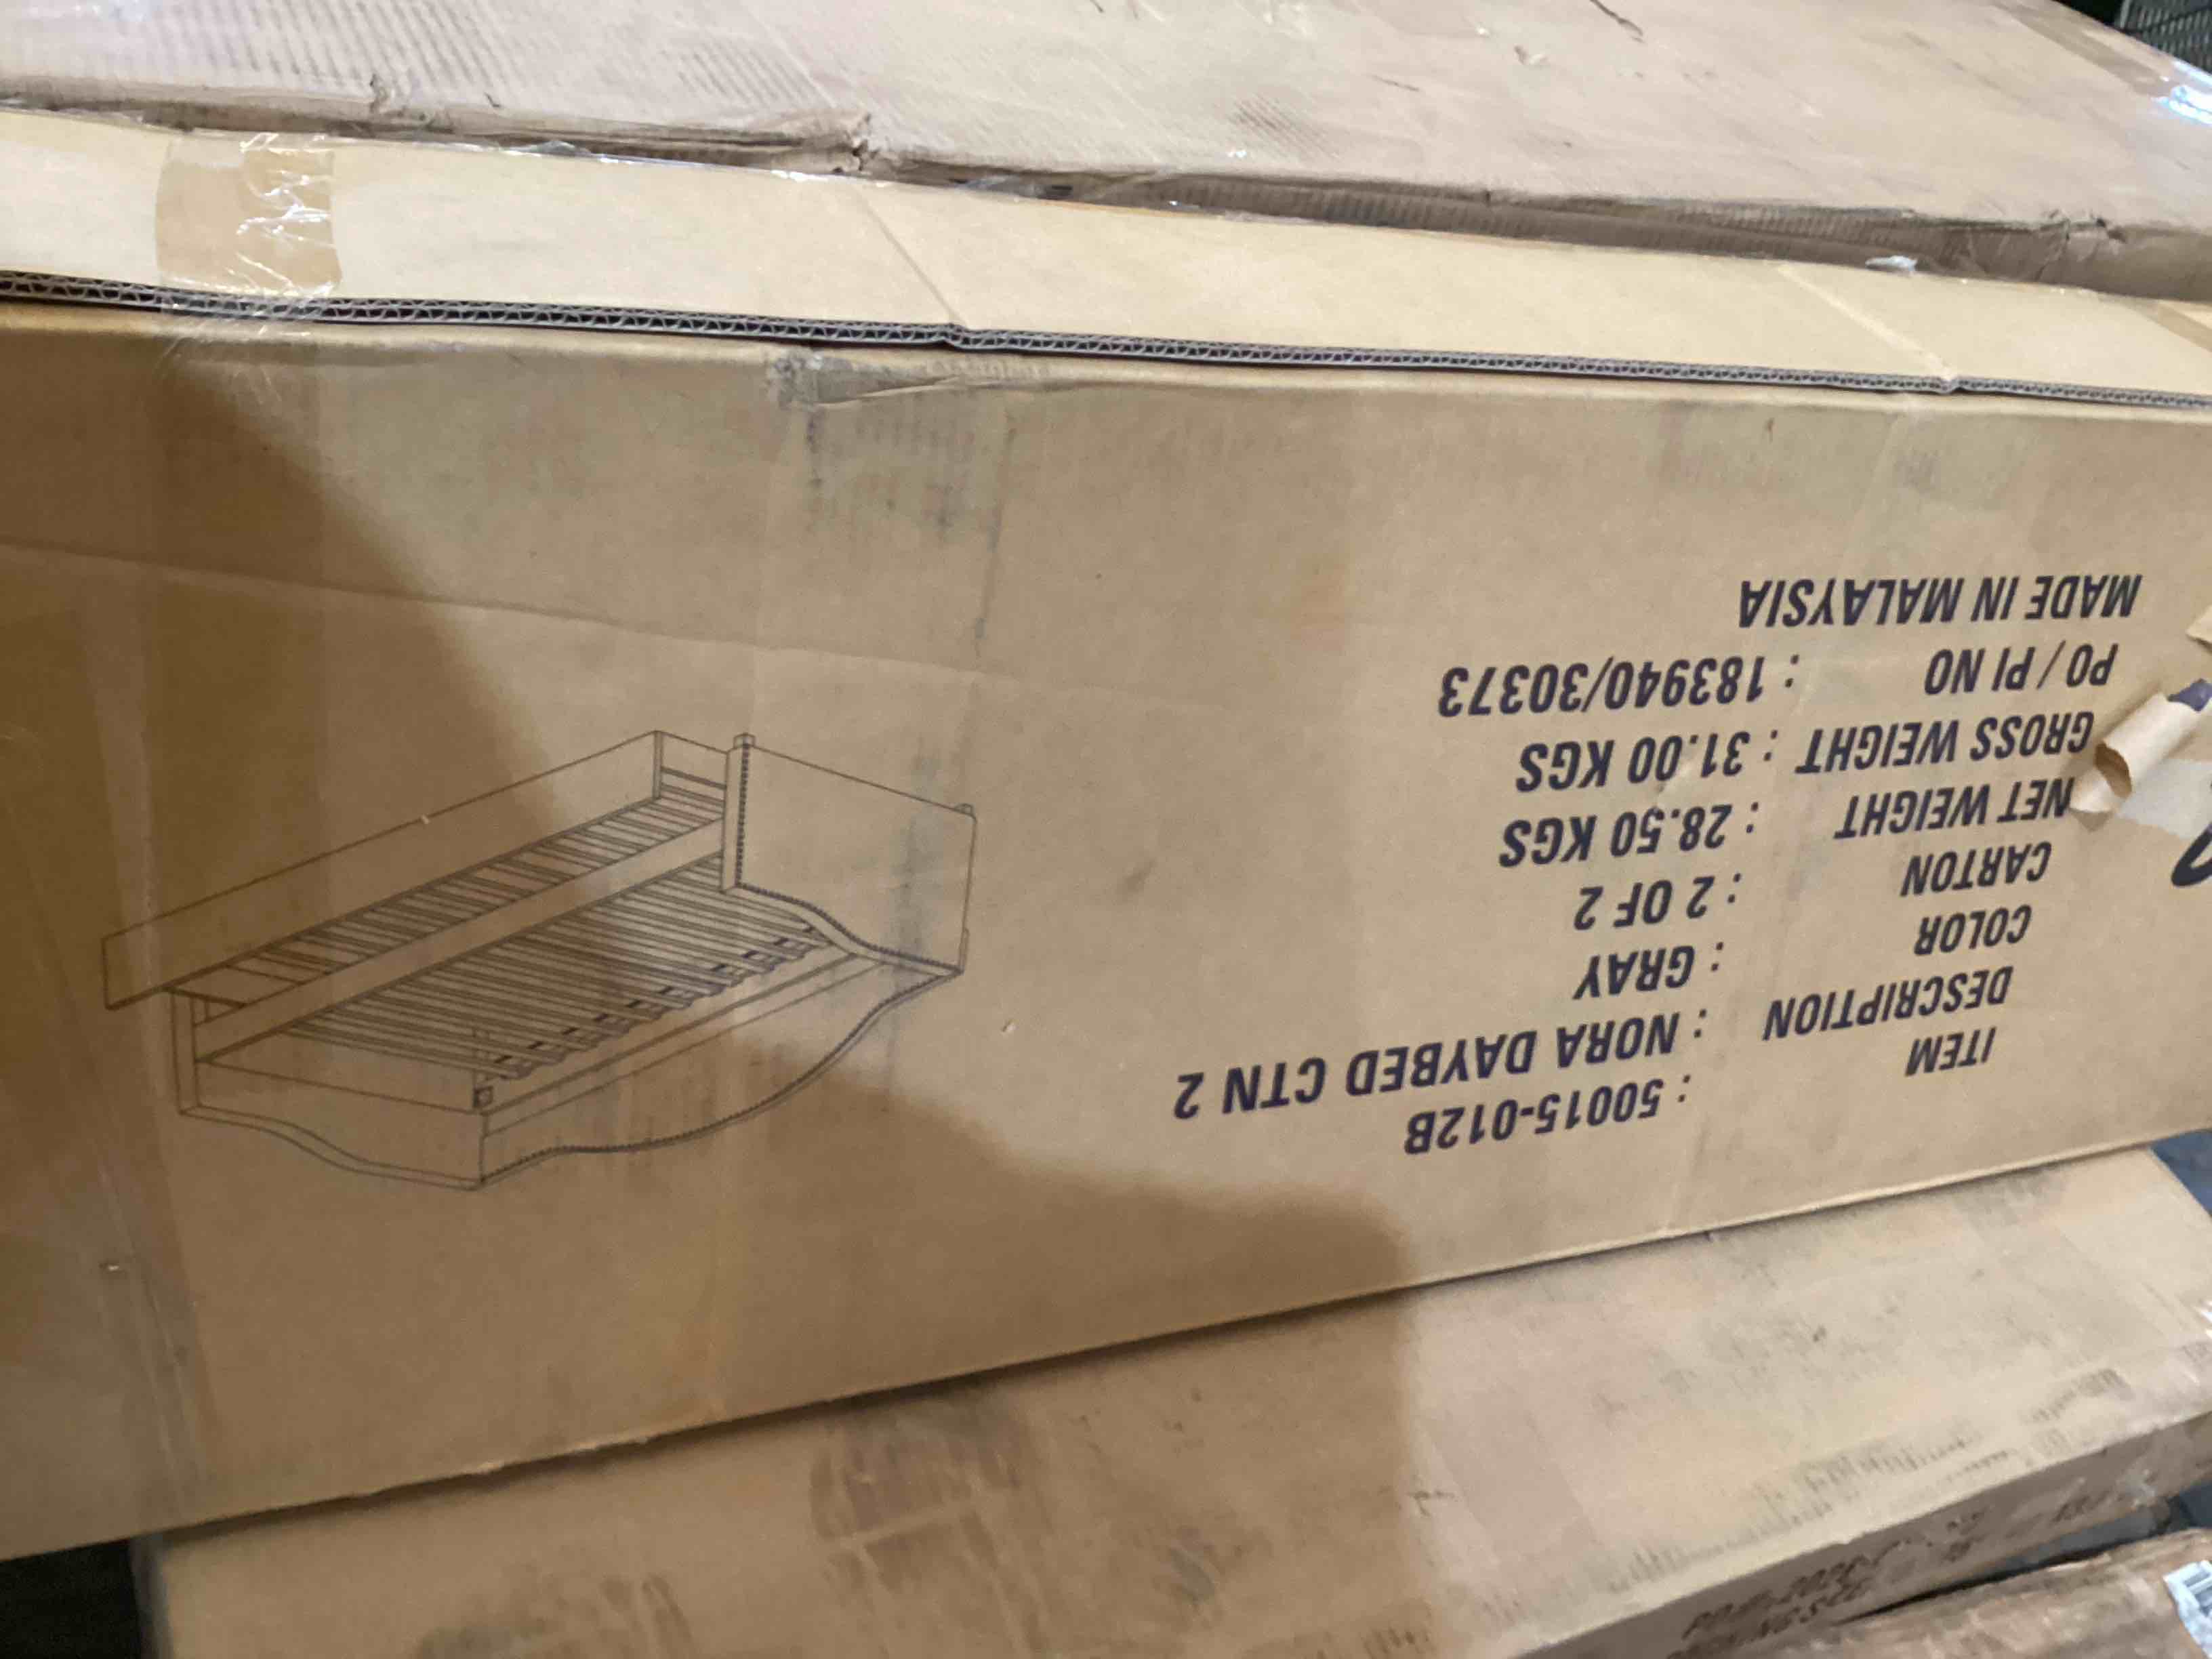 ITEM : 50015-012B
DESCRIPTION : NORA DAYBED CTN 2
COLOR : GRAY
CARTON : 2 OF 2
NET WEIGHT : 28.50 KGS
GROSS WEIGHT : 31.00 KGS
PO / PI NO : 183940/30373
MADE IN MALAYSIA